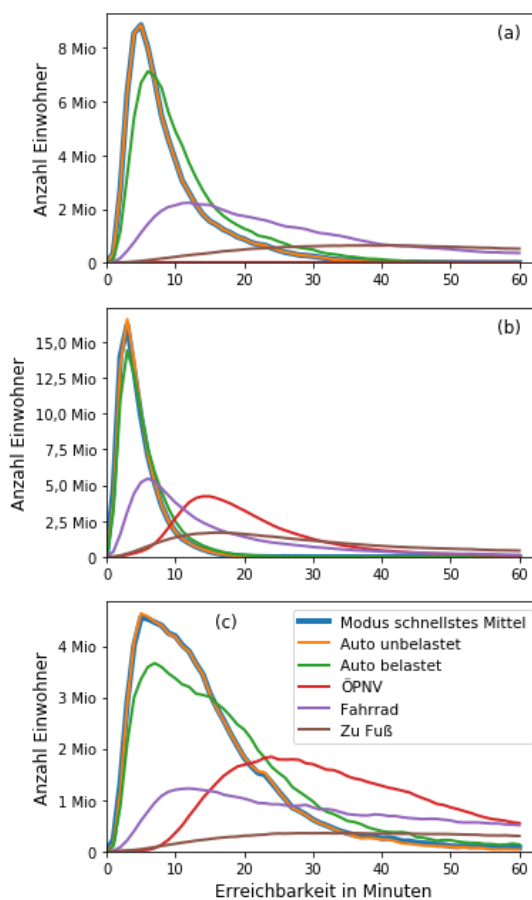 (a)
8 Mio
6 Mio
4 Mio
2 Mio
0
Anzahl Einwohner
0 10 20 30 40 50 60
(b)
15,0 Mio
12,5 Mio
10,0 Mio
7,5 Mio
5,0 Mio
2,5 Mio
0
Anzahl Einwohner
0 10 20 30 40 50 60
(c)
4 Mio
3 Mio
2 Mio
1 Mio
0
Anzahl Einwohner
Modus schnellstes Mittel
Auto unbelastet
Auto belastet
ÖPNV
Fahrrad
Zu Fuß
0 10 20 30 40 50 60
Erreichbarkeit in Minuten